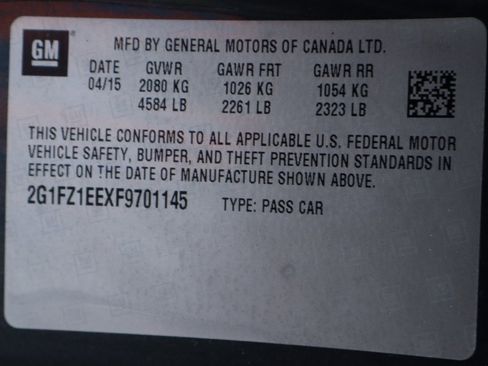 GM
MFD BY GENERAL MOTORS OF CANADA LTD.
DATE GVWR GAWR FRT GAWR RR
04/15 2080 KG 1026 KG 1054 KG
4584 LB 2261 LB 2323 LB
THIS VEHICLE CONFORMS TO ALL APPLICABLE U.S. FEDERAL MOTOR
VEHICLE SAFETY, BUMPER, AND THEFT PREVENTION STANDARDS IN
EFFECT ON THE DATE OF MANUFACTURE SHOWN ABOVE.
2G1FZ1EEXF9701145 TYPE: PASS CAR